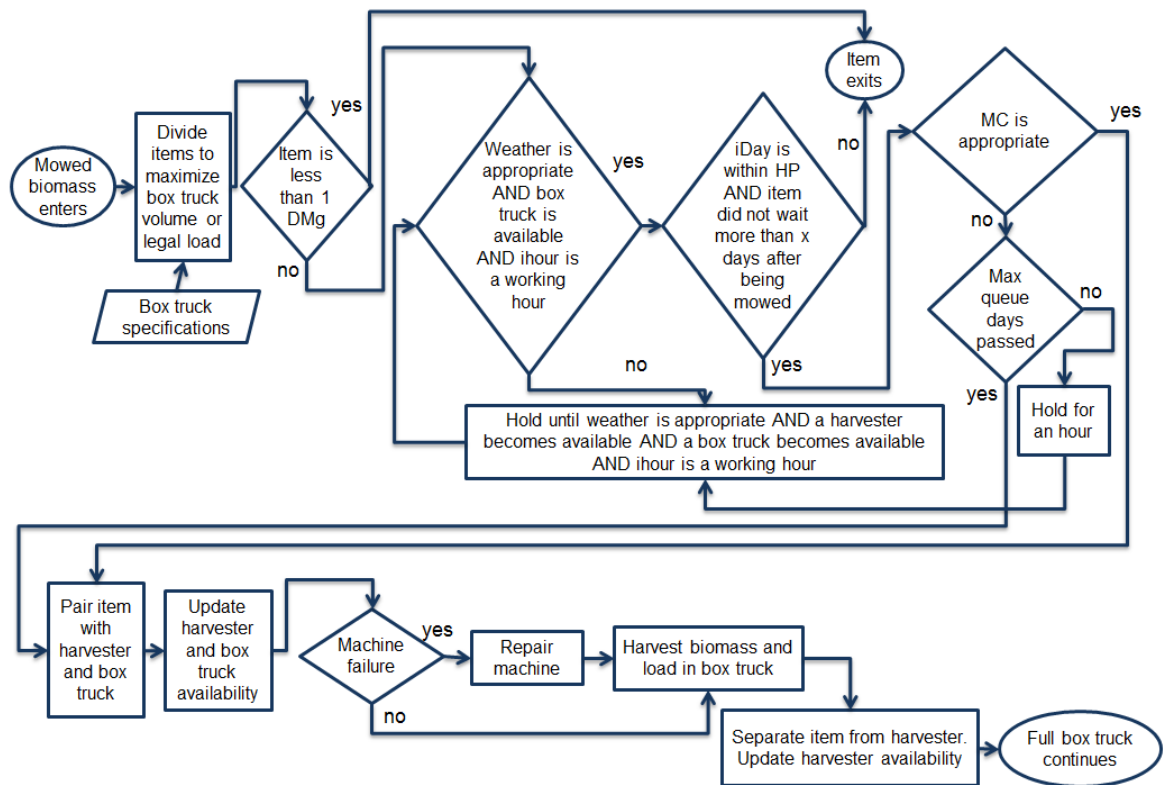 Mowed
biomass
enters
Divide
items to
maximize
box truck
volume or
legal load
Box truck
specifications
Item is
less
than 1
DMg
yes
no
Weather is
appropriate
AND box
truck is
available
AND ihour is
a working
hour
yes
no
iDay is
within HP
AND item
did not wait
more than x
days after
being
mowed
no
yes
Item
exits
MC is
appropriate
yes
no
Max
queue
days
passed
no
yes
Hold for
an hour
Hold until weather is appropriate AND a harvester
becomes available AND a box truck becomes available
AND ihour is a working hour
Pair item
with
harvester
and box
truck
Update
harvester
and box
truck
availability
Machine
failure
yes
no
Repair
machine
Harvest biomass and
load in box truck
Separate item from harvester.
Update harvester availability
Full box truck
continues